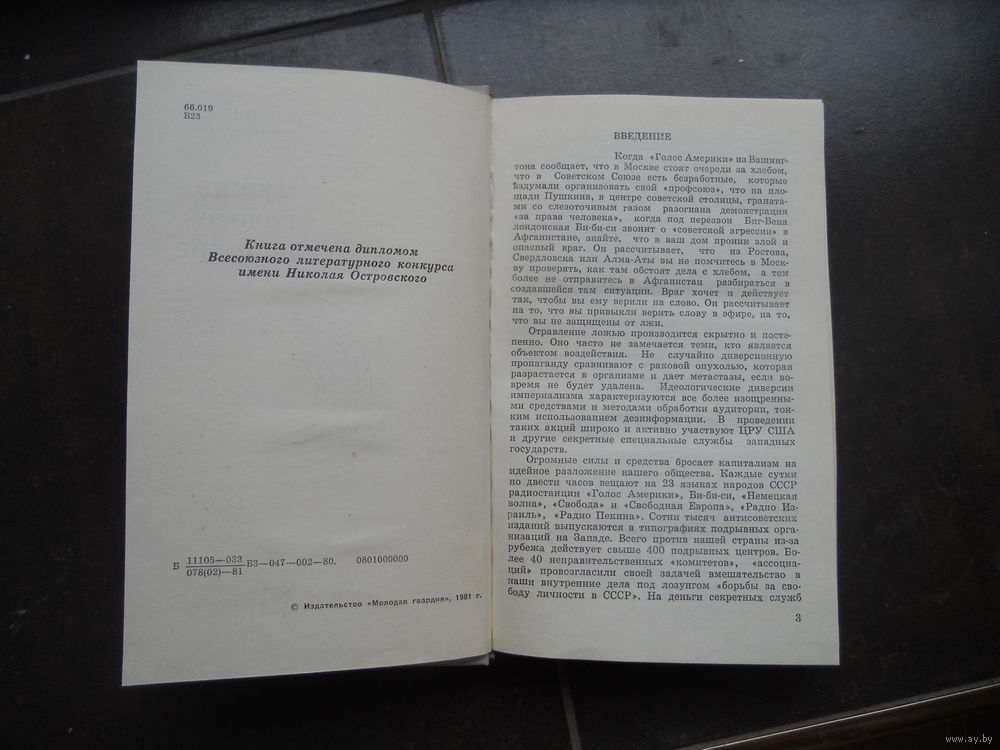 66.019
Б23
Книга отмечена дипломом
Всесоюзного литературного конкурса
имени Николая Островского
Б 11105—033 Б3—047—002—80. 0801000000
078(02)—81
© Издательство «Молодая гвардия», 1981 г.
ВВЕДЕНИЕ
Когда «Голос Америки» из Вашинг-
тона сообщает, что в Москве стоят очереди за хлебом,
что в Советском Союзе есть безработные, которые
вздумали организовать свой «профсоюз», что на пло-
щади Пушкина, в центре советской столицы, граната-
ми со слезоточивым газом разогнана демонстрация
«за права человека», когда под перезвон Биг-Бена
лондонская Би-би-си звонит о «советской агрессии» в
Афганистане, знайте, что в ваш дом проник злой и
опасный враг. Он рассчитывает, что из Ростова,
Свердловска или Алма-Аты вы не помчитесь в Моск-
ву проверять, как там обстоят дела с хлебом, а тем
более не отправитесь в Афганистан разбираться в
создавшейся там ситуации. Враг хочет и действует
так, чтобы вы ему верили на слово. Он рассчитывает
на то, что вы привыкли верить слову в эфире, на то,
что вы не защищены от лжи.
Отравление ложью производится скрытно и посте-
пенно. Оно часто не замечается теми, кто является
объектом воздействия. Не случайно диверсионную
пропаганду сравнивают с раковой опухолью, которая
разрастается в организме и дает метастазы, если во-
время не будет удалена. Идеологические диверсии
империализма характеризуются все более изощренны-
ми средствами и методами обработки аудитории, тон-
ким использованием дезинформации. В проведении
таких акций широко и активно участвуют ЦРУ США
и другие секретные специальные службы западных
государств.
Огромные силы и средства бросает капитализм на
идейное разложение нашего общества. Каждые сутки
по двести часов вещают на 23 языках народов СССР
радиостанции «Голос Америки», Би-би-си, «Немецкая
волна», «Свобода» и «Свободная Европа», «Радио Из-
раиль», «Радио Пекина». Сотни тысяч антисоветских
изданий выпускаются в типографиях подрывных орга-
низаций на Западе. Всего против нашей страны из-за
рубежа действует свыше 400 подрывных центров. Бо-
лее 40 неправительственных «комитетов», «ассоциа-
ций» провозгласили своей задачей вмешательство в
наши внутренние дела под лозунгом «борьбы за сво-
боду личности в СССР». На деньги секретных служб
3
www.ay.by